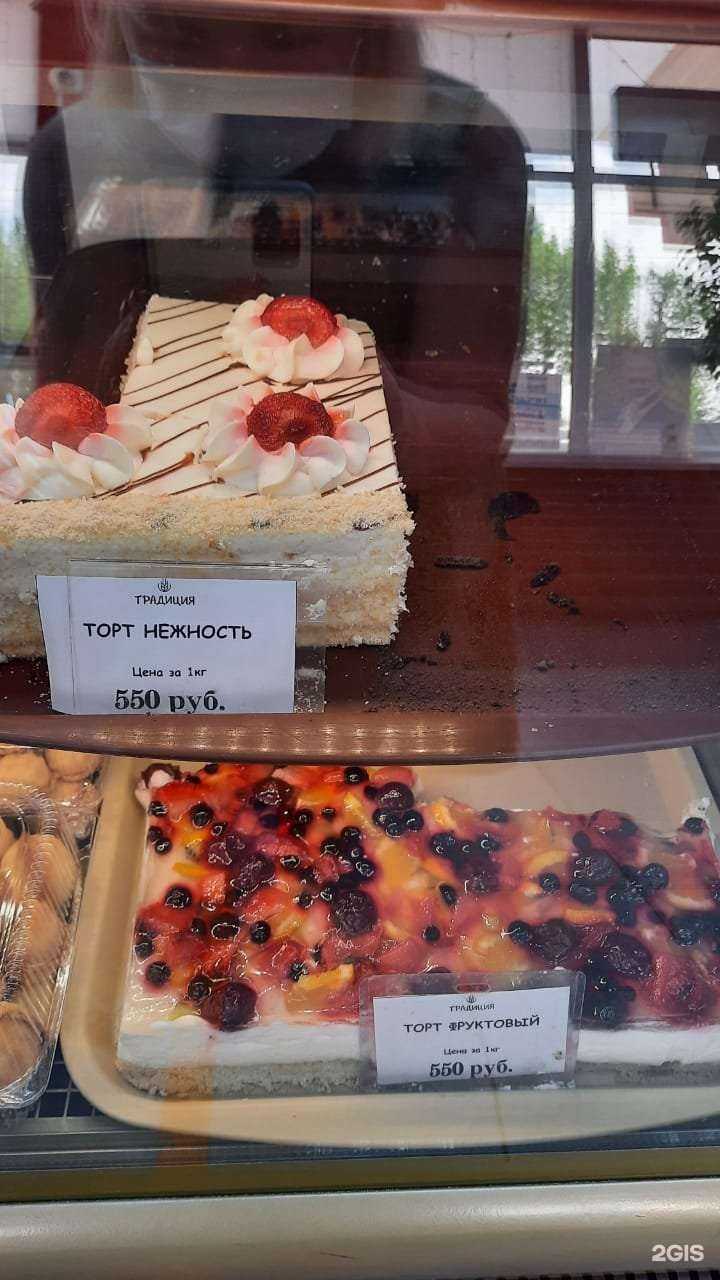 ТРАДИЦИЯ
ТОРТ НЕЖНОСТЬ
Цена за 1кг
550 руб.
ТРАДИЦИЯ
ТОРТ ФРУКТОВЫЙ
Цена за 1кг
550 руб.
2GIS